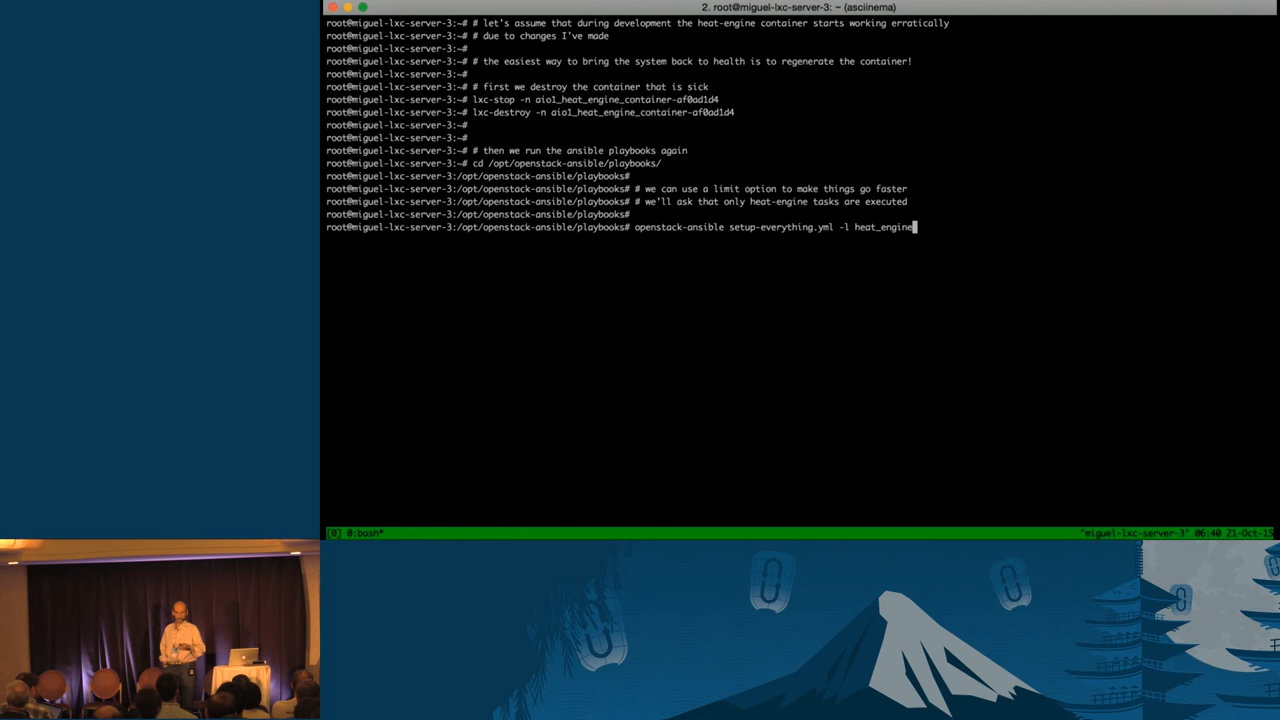 2. root@miguel-lxc-server-3: ~ (asciinema)
root@miguel-lxc-server-3:~# # let's assume that during development the heat-engine container starts working erratically
root@miguel-lxc-server-3:~# # due to changes I've made
root@miguel-lxc-server-3:~#
root@miguel-lxc-server-3:~# # the easiest way to bring the system back to health is to regenerate the container!
root@miguel-lxc-server-3:~#
root@miguel-lxc-server-3:~# # first we destroy the container that is sick
root@miguel-lxc-server-3:~# lxc-stop -n aio1_heat_engine_container-af0ad1d4
root@miguel-lxc-server-3:~# lxc-destroy -n aio1_heat_engine_container-af0ad1d4
root@miguel-lxc-server-3:~#
root@miguel-lxc-server-3:~#
root@miguel-lxc-server-3:~# # then we run the ansible playbooks again
root@miguel-lxc-server-3:~# cd /opt/openstack-ansible/playbooks/
root@miguel-lxc-server-3:/opt/openstack-ansible/playbooks#
root@miguel-lxc-server-3:/opt/openstack-ansible/playbooks# # we can use a limit option to make things go faster
root@miguel-lxc-server-3:/opt/openstack-ansible/playbooks# # we'll ask that only heat-engine tasks are executed
root@miguel-lxc-server-3:/opt/openstack-ansible/playbooks#
root@miguel-lxc-server-3:/opt/openstack-ansible/playbooks# openstack-ansible setup-everything.yml -l heat_engine
[0] 0:bash* "miguel-lxc-server-3" 06:40 21-Oct-15